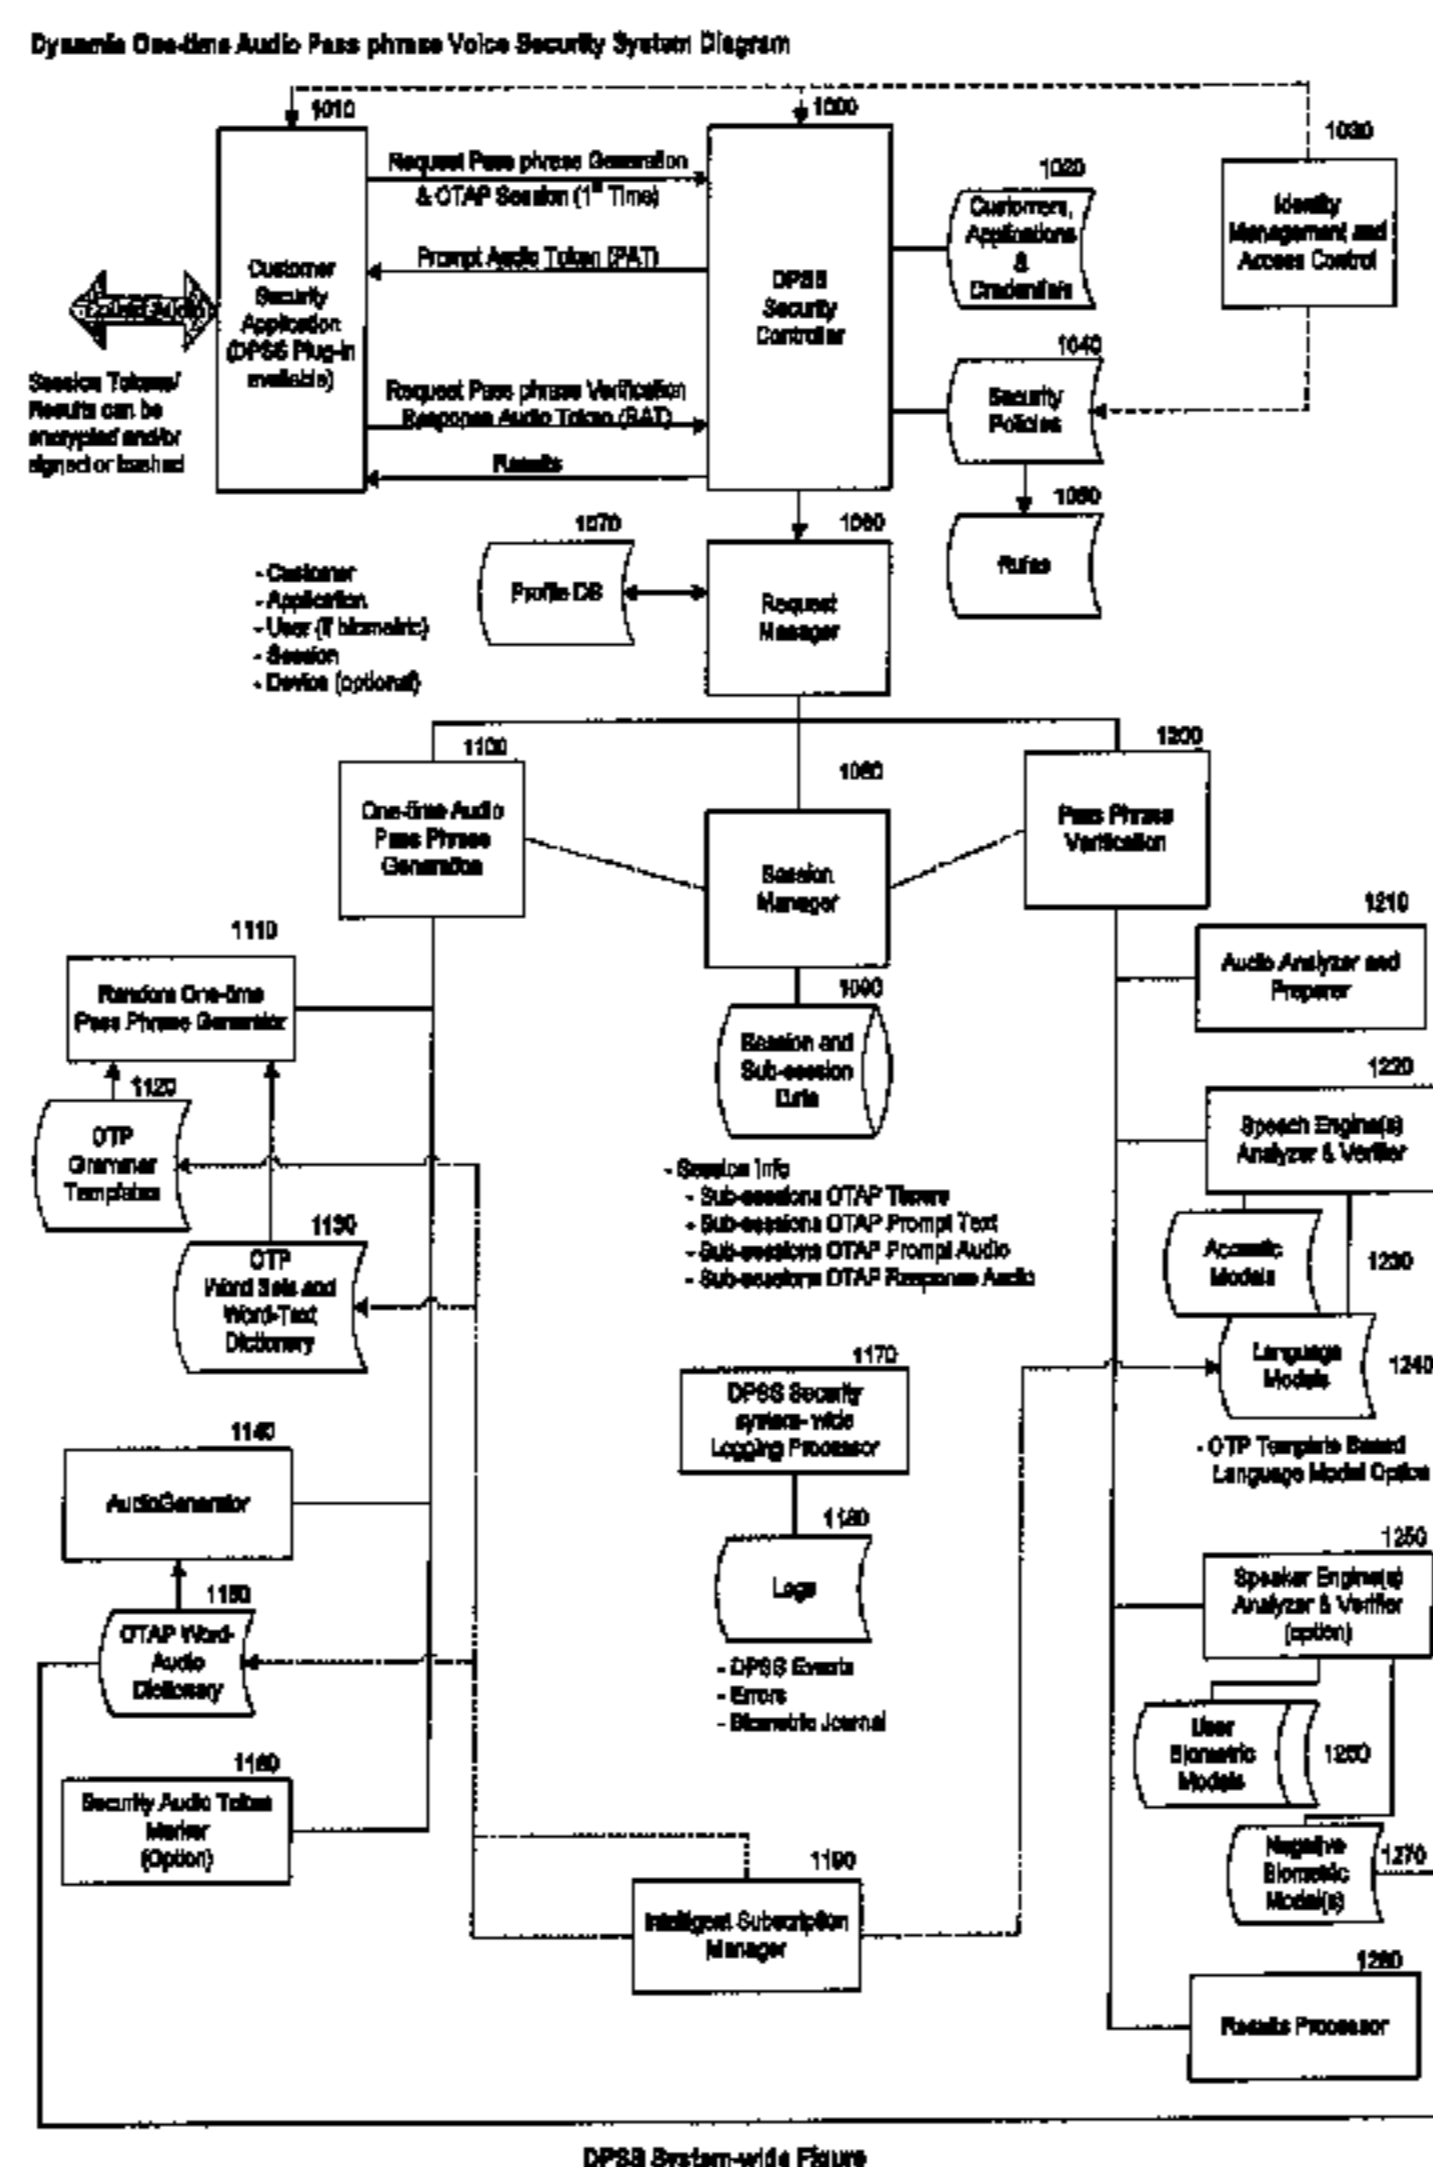 Dynamic One-time Audio Pass phrase Voice Security System Diagram
1010
1000
1030
Request Pass phrase Generation
& OTAP Session (1st Time)
1020
Customers,
Applications
&
Credentials
Identity
Management and
Access Control
Prompt Audio Token (PAT)
Customer
Security
Application
(DPSS Plug-in
available)
DPSS
Security
Controller
Audio
Session Tokens/
Results can be
encrypted and/or
signed or hashed
Request Pass phrase Verification
Response Audio Token (RAT)
Results
1040
Security
Policies
1050
Rules
1070
Profile DB
1060
Request
Manager
- Customer
- Application
- User (if biometric)
- Session
- Device (optional)
1100
One-time Audio
Pass Phrase
Generation
1080
Session
Manager
1200
Pass Phrase
Verification
1110
Random One-time
Pass Phrase Generator
1090
Session and
Sub-session
Data
1210
Audio Analyzer and
Preparer
1120
OTP
Grammar
Templates
1220
Speech Engine(s)
Analyzer & Verifier
- Session Info
- Sub-sessions OTAP Timers
- Sub-sessions OTAP Prompt Text
- Sub-sessions OTAP Prompt Audio
- Sub-sessions OTAP Response Audio
1130
OTP
Word Sets and
Word-Text
Dictionary
Acoustic
Models
1230
Language
Models
1240
- OTP Template Based
Language Model Option
1170
DPSS Security
system-wide
Logging Processor
1140
AudioGenerator
1180
Logs
- DPSS Events
- Errors
- Biometric Journal
1150
OTAP Word-
Audio
Dictionary
1250
Speaker Engine(s)
Analyzer & Verifier
(option)
User
Biometric
Models
1260
1160
Security Audio Token
Marker
(Option)
Negative
Biometric
Model(s)
1270
1190
Intelligent Subscription
Manager
1280
Results Processor
DPSS System-wide Figure